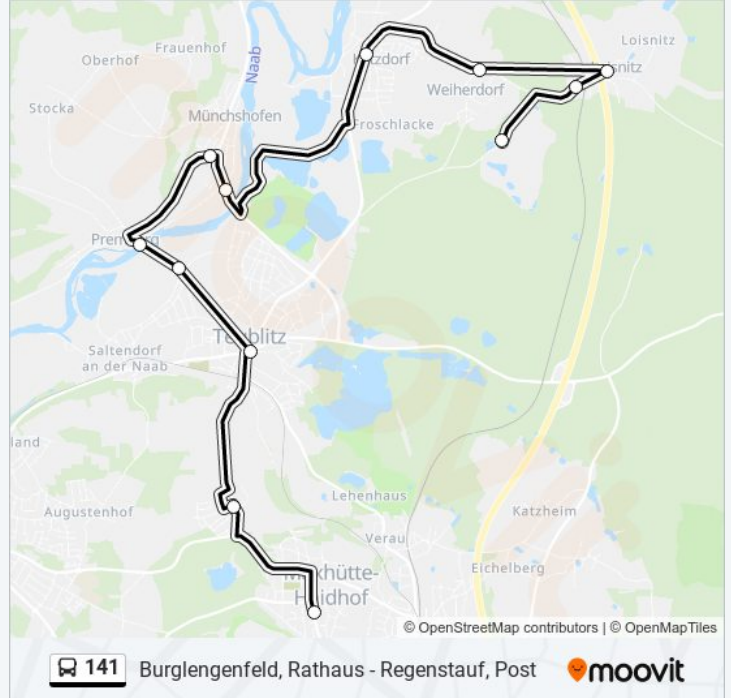 Loisnitz
Frauenhof
Oberhof
Naab
Weiherdorf
Stocka
Münchshofen
Froschlacke
Saltendorf
an der Naab
land
Lehenhaus
Augustenhof
Katzheim
Verau
Eichelberg
© OpenStreetMap contributors | © OpenMapTiles
141 Burglengenfeld, Rathaus - Regenstauf, Post moovit